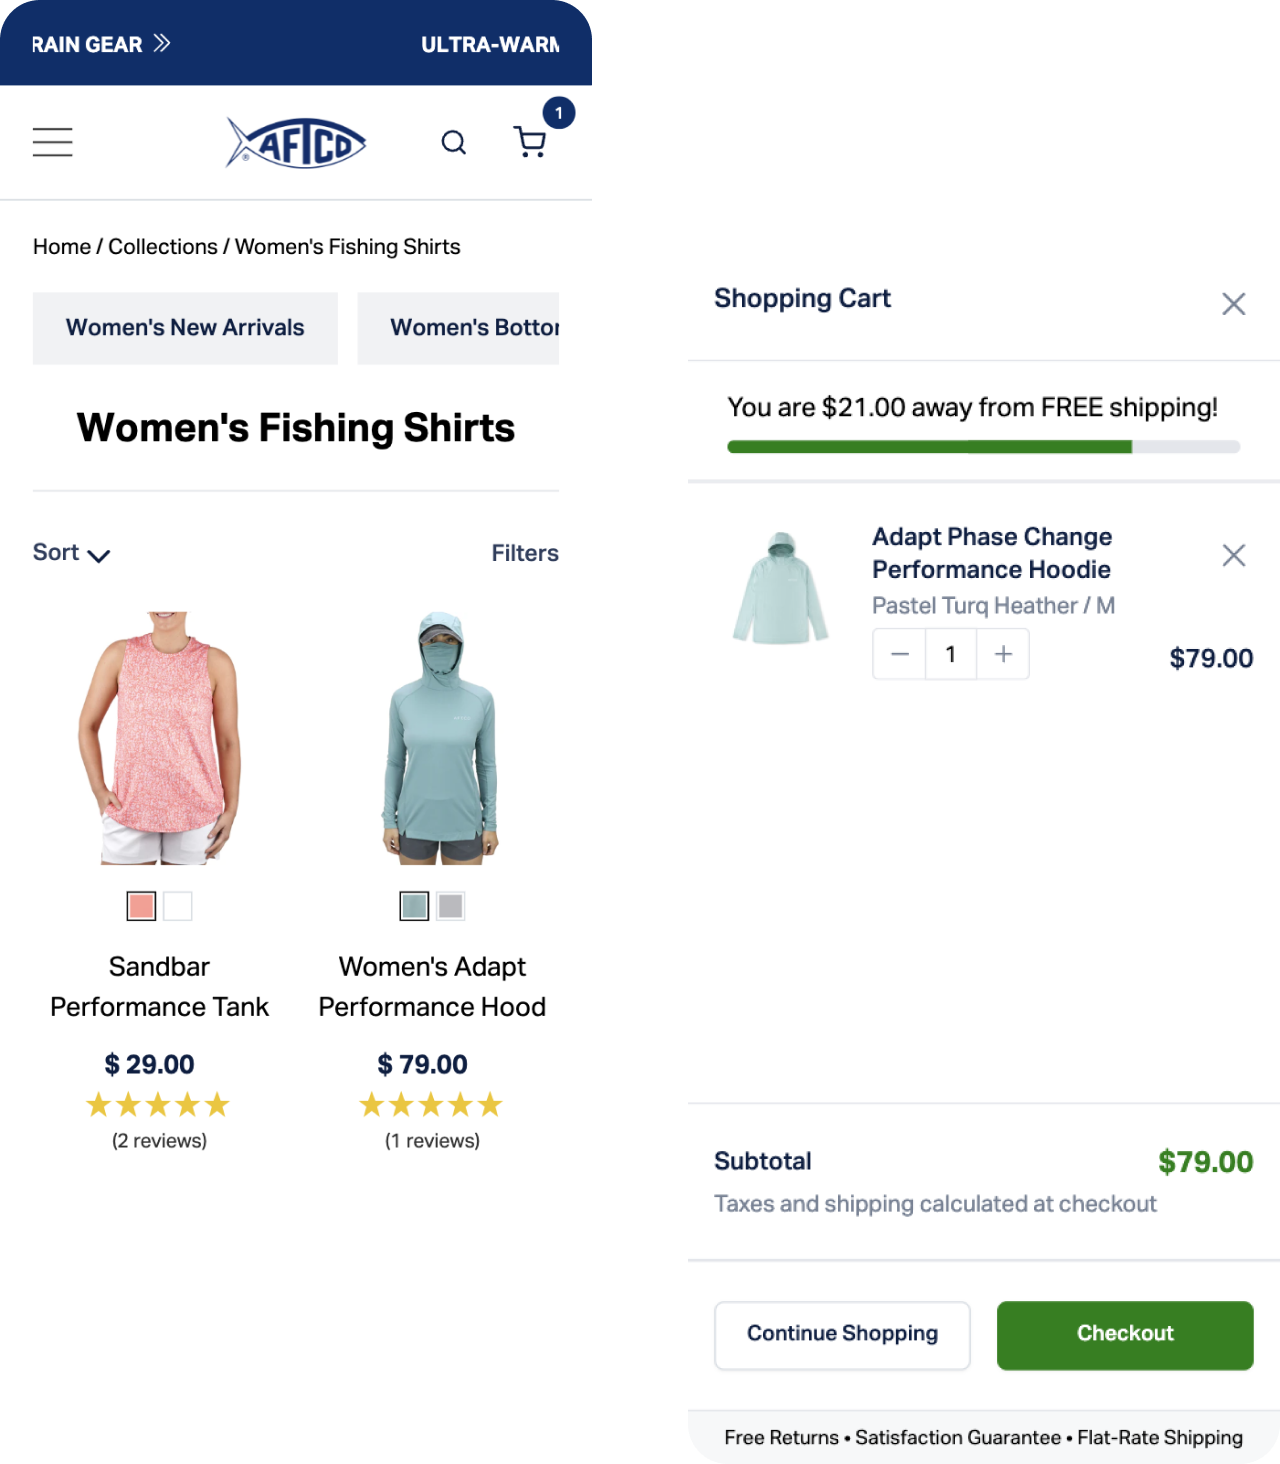 RAIN GEAR
ULTRA-WARM
AFTCO
®
1
Home / Collections / Women's Fishing Shirts
Women's New Arrivals
Women's Bottor
Women's Fishing Shirts
Sort
Filters
Sandbar
Performance Tank
$ 29.00
(2 reviews)
Women's Adapt
Performance Hood
$ 79.00
(1 reviews)
Shopping Cart
You are $21.00 away from FREE shipping!
Adapt Phase Change
Performance Hoodie
Pastel Turq Heather / M
1
$79.00
Subtotal
$79.00
Taxes and shipping calculated at checkout
Continue Shopping
Checkout
Free Returns • Satisfaction Guarantee • Flat-Rate Shipping